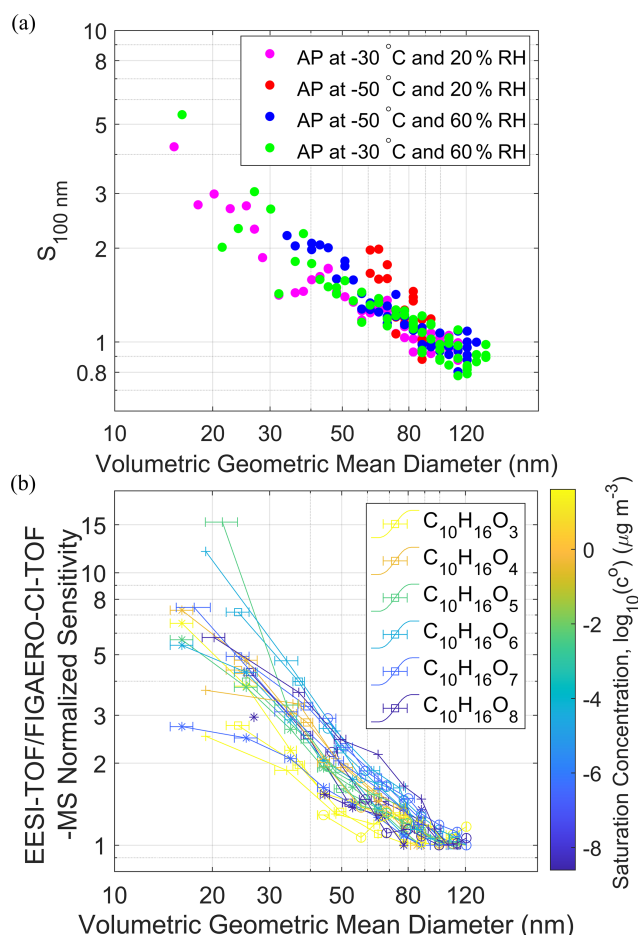 (a)
10
5
3
2
1
0.8
S100 nm
AP at -30 °C and 20 % RH
AP at -50 °C and 20 % RH
AP at -50 °C and 60 % RH
AP at -30 °C and 60 % RH
10 20 30 50 80 120
Volumetric Geometric Mean Diameter (nm)
(b)
15
10
8
5
3
2
1
EESI-TOF/FIGAERO-CI-TOF
-MS Normalized Sensitivity
C10H16O3
C10H16O4
C10H16O5
C10H16O6
C10H16O7
C10H16O8
10 20 30 50 80 120
Volumetric Geometric Mean Diameter (nm)
0
-2
-4
-6
-8
Saturation Concentration, log10(c°) (μg m-3)